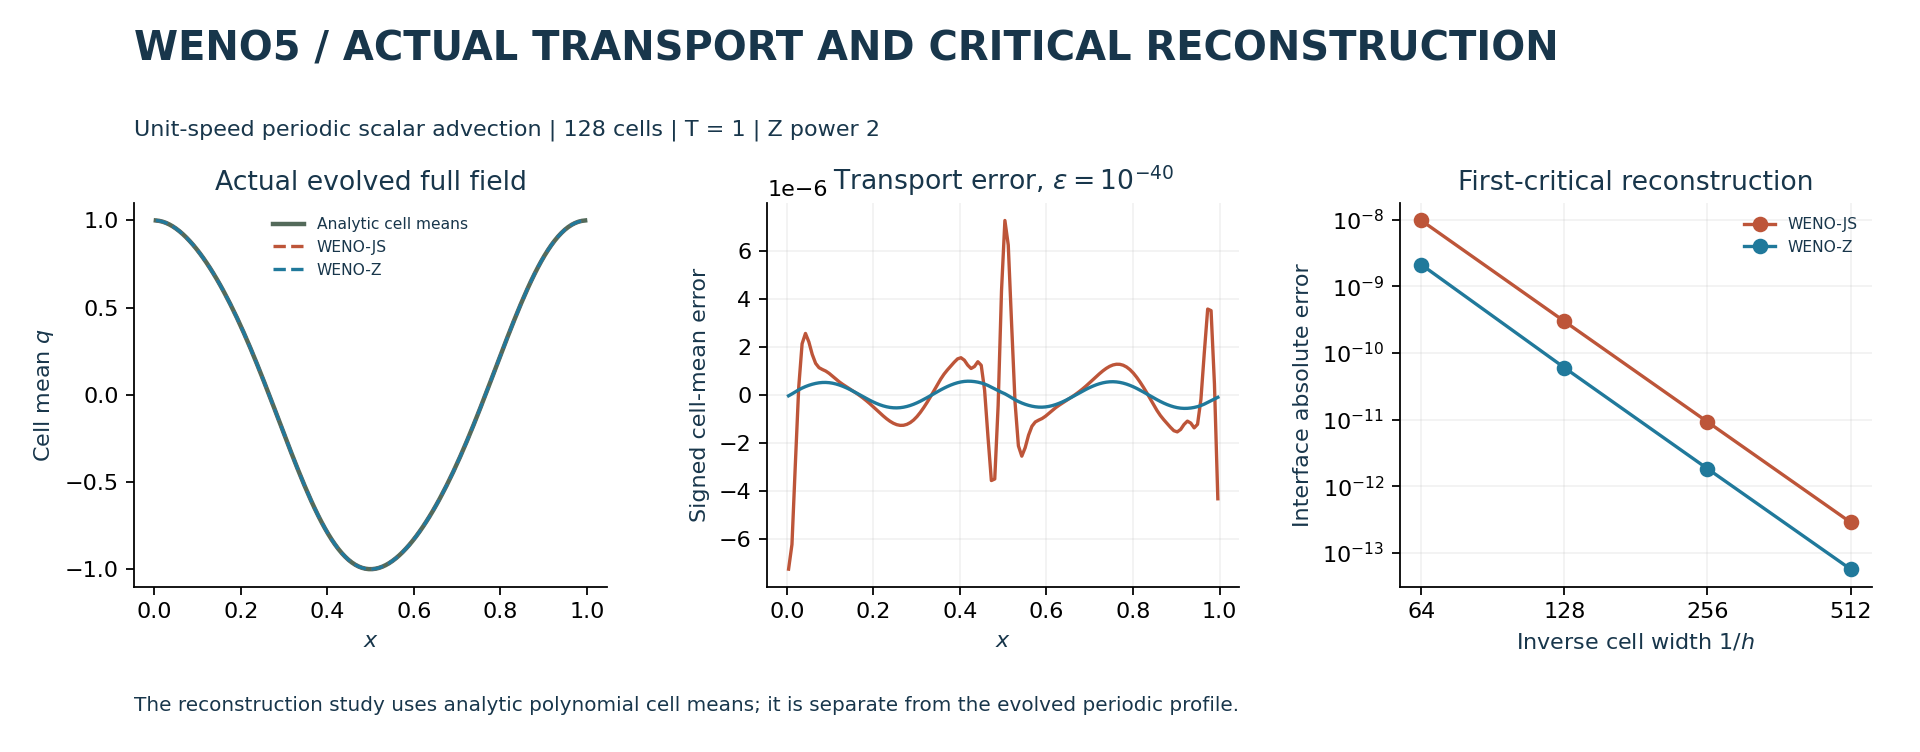 WENO5 / ACTUAL TRANSPORT AND CRITICAL RECONSTRUCTION
Unit-speed periodic scalar advection | 128 cells | T = 1 | Z power 2
Actual evolved full field
Cell mean q
1.0
0.5
0.0
−0.5
−1.0
Analytic cell means
WENO-JS
WENO-Z
0.0 0.2 0.4 0.6 0.8 1.0
x
1e−6
Transport error, ε = 10⁻⁴⁰
Signed cell-mean error
6
4
2
0
−2
−4
−6
0.0 0.2 0.4 0.6 0.8 1.0
x
First-critical reconstruction
Interface absolute error
10⁻⁸
10⁻⁹
10⁻¹⁰
10⁻¹¹
10⁻¹²
10⁻¹³
WENO-JS
WENO-Z
64 128 256 512
Inverse cell width 1/h
The reconstruction study uses analytic polynomial cell means; it is separate from the evolved periodic profile.